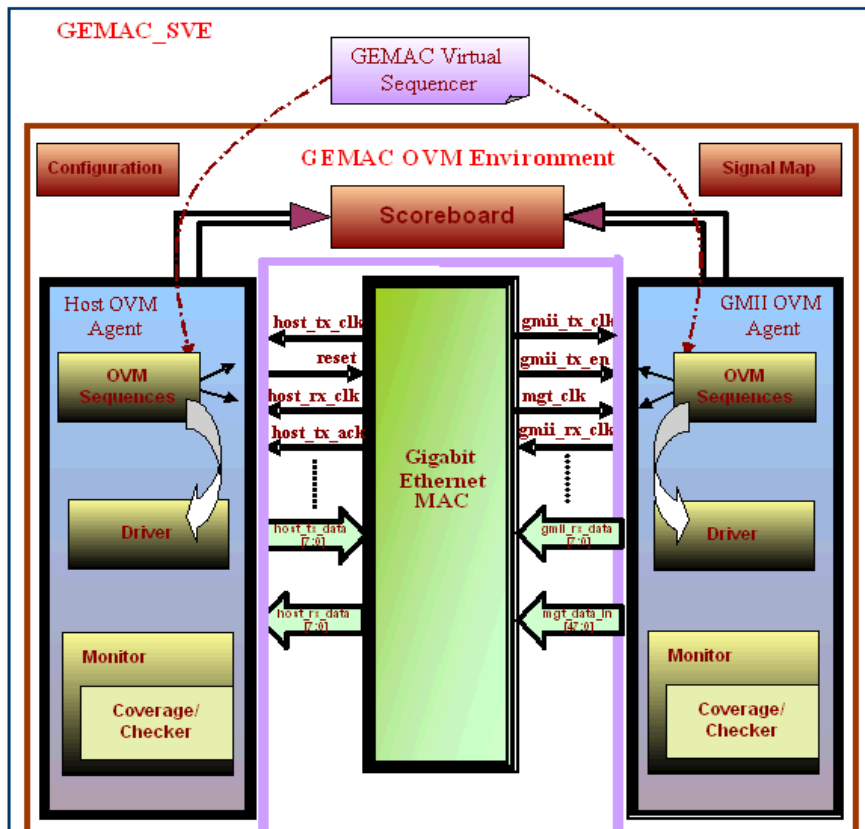 GEMAC_SVE
GEMAC Virtual
Sequencer
Configuration
GEMAC OVM Environment
Signal Map
Scoreboard
Host OVM
Agent
OVM
Sequences
Driver
Monitor
Coverage/
Checker
host_tx_clk
reset
host_rx_clk
host_tx_ack
host_tx_data
[7:0]
host_rx_data
[7:0]
Gigabit
Ethernet
MAC
gmii_tx_clk
gmii_tx_en
mgt_clk
gmii_rx_clk
gmii_rx_data
[7:0]
mgt_data_in
[47:0]
GMII OVM
Agent
OVM
Sequences
Driver
Monitor
Coverage/
Checker